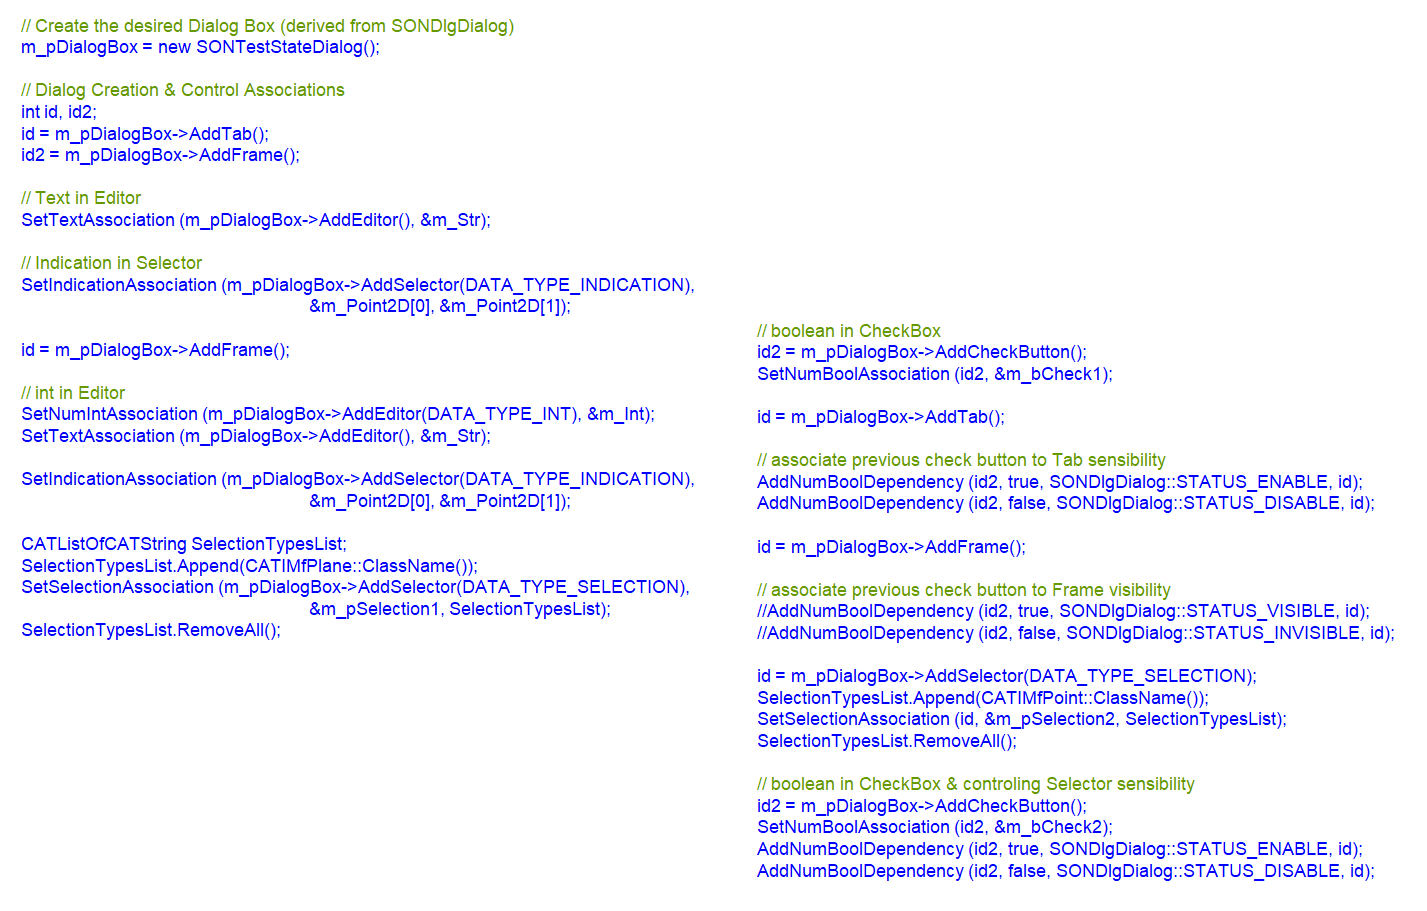 // Create the desired Dialog Box (derived from SONDlgDialog)
m_pDialogBox = new SONTestStateDialog();
// Dialog Creation & Control Associations
int id, id2;
id = m_pDialogBox->AddTab();
id2 = m_pDialogBox->AddFrame();
// Text in Editor
SetTextAssociation (m_pDialogBox->AddEditor(), &m_Str);
// Indication in Selector
SetIndicationAssociation (m_pDialogBox->AddSelector(DATA_TYPE_INDICATION),
&m_Point2D[0], &m_Point2D[1]);
id = m_pDialogBox->AddFrame();
// int in Editor
SetNumIntAssociation (m_pDialogBox->AddEditor(DATA_TYPE_INT), &m_Int);
SetTextAssociation (m_pDialogBox->AddEditor(), &m_Str);
SetIndicationAssociation (m_pDialogBox->AddSelector(DATA_TYPE_INDICATION),
&m_Point2D[0], &m_Point2D[1]);
CATListOfCATString SelectionTypesList;
SelectionTypesList.Append(CATIMfPlane::ClassName());
SetSelectionAssociation (m_pDialogBox->AddSelector(DATA_TYPE_SELECTION),
&m_pSelection1, SelectionTypesList);
SelectionTypesList.RemoveAll();
// boolean in CheckBox
id2 = m_pDialogBox->AddCheckButton();
SetNumBoolAssociation (id2, &m_bCheck1);
id = m_pDialogBox->AddTab();
// associate previous check button to Tab sensibility
AddNumBoolDependency (id2, true, SONDlgDialog::STATUS_ENABLE, id);
AddNumBoolDependency (id2, false, SONDlgDialog::STATUS_DISABLE, id);
id = m_pDialogBox->AddFrame();
// associate previous check button to Frame visibility
//AddNumBoolDependency (id2, true, SONDlgDialog::STATUS_VISIBLE, id);
//AddNumBoolDependency (id2, false, SONDlgDialog::STATUS_INVISIBLE, id);
id = m_pDialogBox->AddSelector(DATA_TYPE_SELECTION);
SelectionTypesList.Append(CATIMfPoint::ClassName());
SetSelectionAssociation (id, &m_pSelection2, SelectionTypesList);
SelectionTypesList.RemoveAll();
// boolean in CheckBox & controling Selector sensibility
id2 = m_pDialogBox->AddCheckButton();
SetNumBoolAssociation (id2, &m_bCheck2);
AddNumBoolDependency (id2, true, SONDlgDialog::STATUS_ENABLE, id);
AddNumBoolDependency (id2, false, SONDlgDialog::STATUS_DISABLE, id);